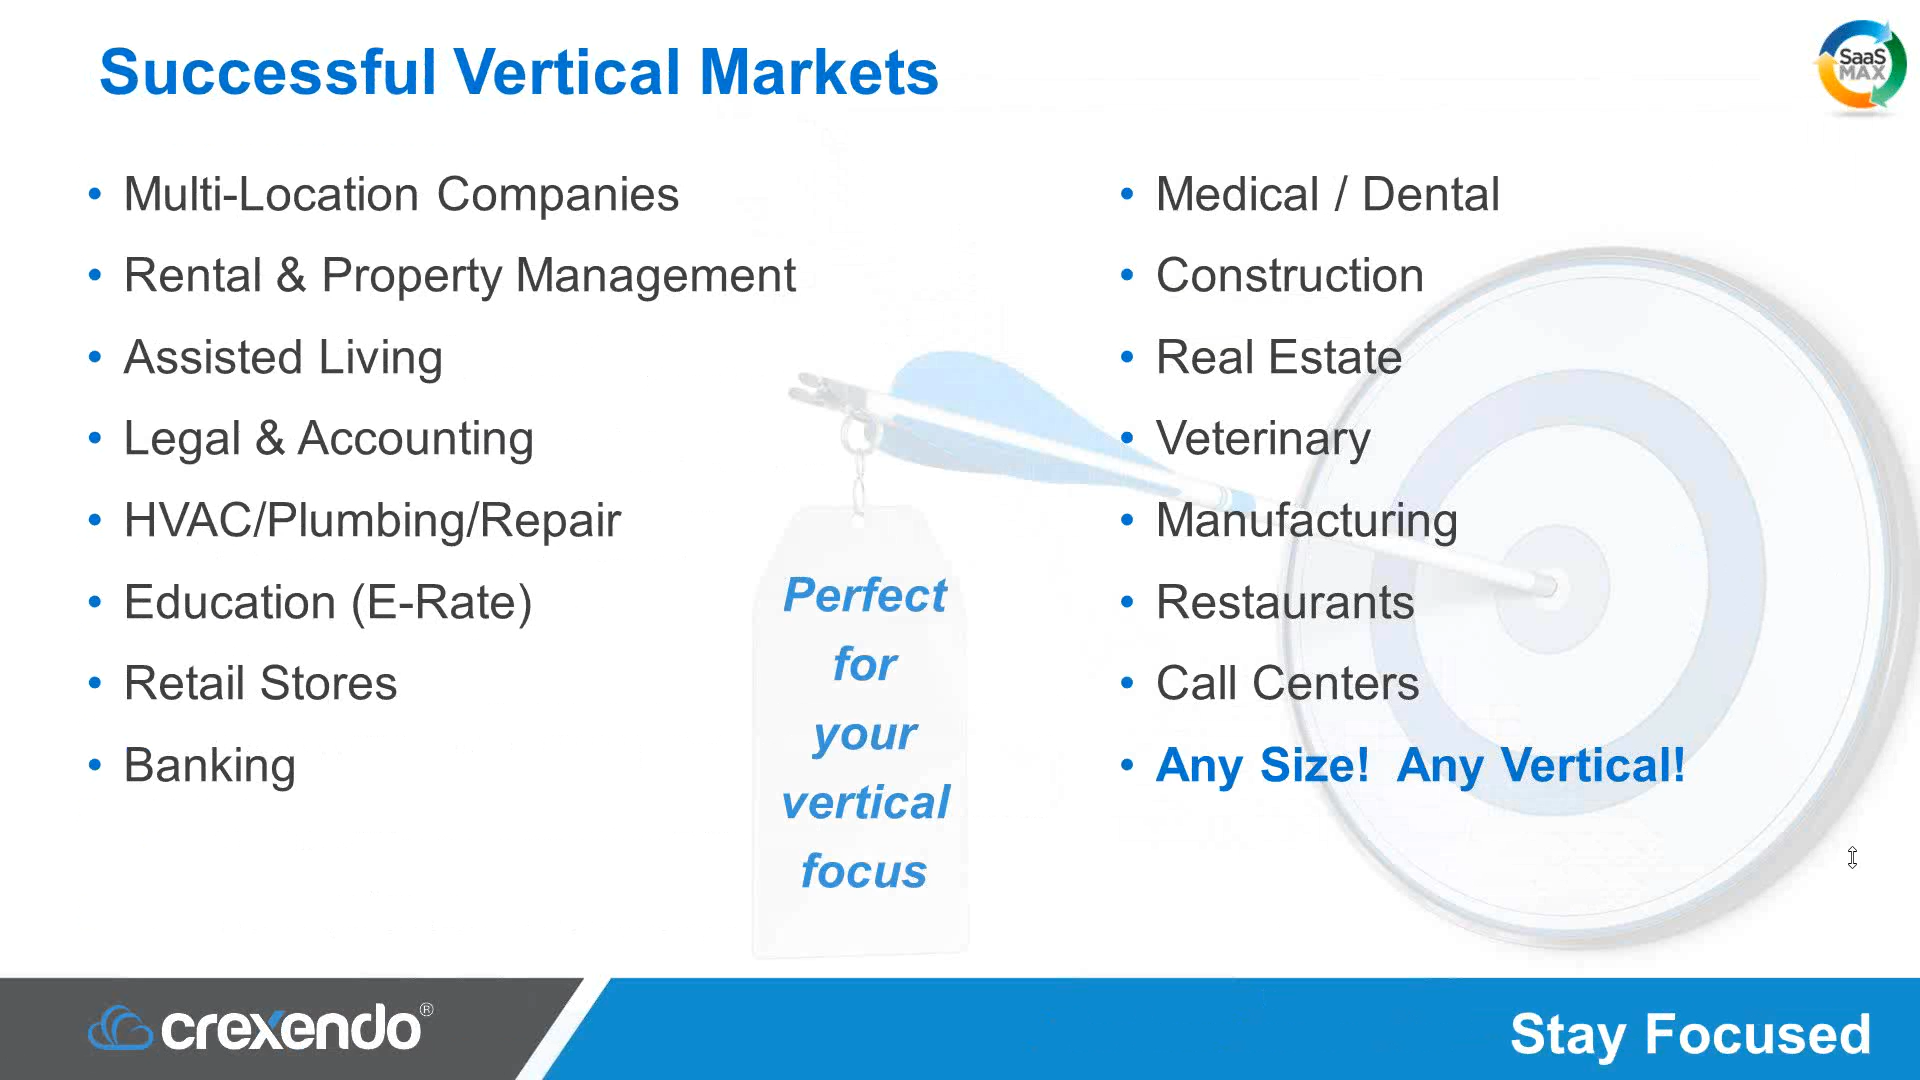 Successful Vertical Markets
SaaS
MAX
• Multi-Location Companies
• Rental & Property Management
• Assisted Living
• Legal & Accounting
• HVAC/Plumbing/Repair
• Education (E-Rate)
• Retail Stores
• Banking
Perfect
for
your
vertical
focus
• Medical / Dental
• Construction
• Real Estate
• Veterinary
• Manufacturing
• Restaurants
• Call Centers
• Any Size!  Any Vertical!
crexendo®
Stay Focused